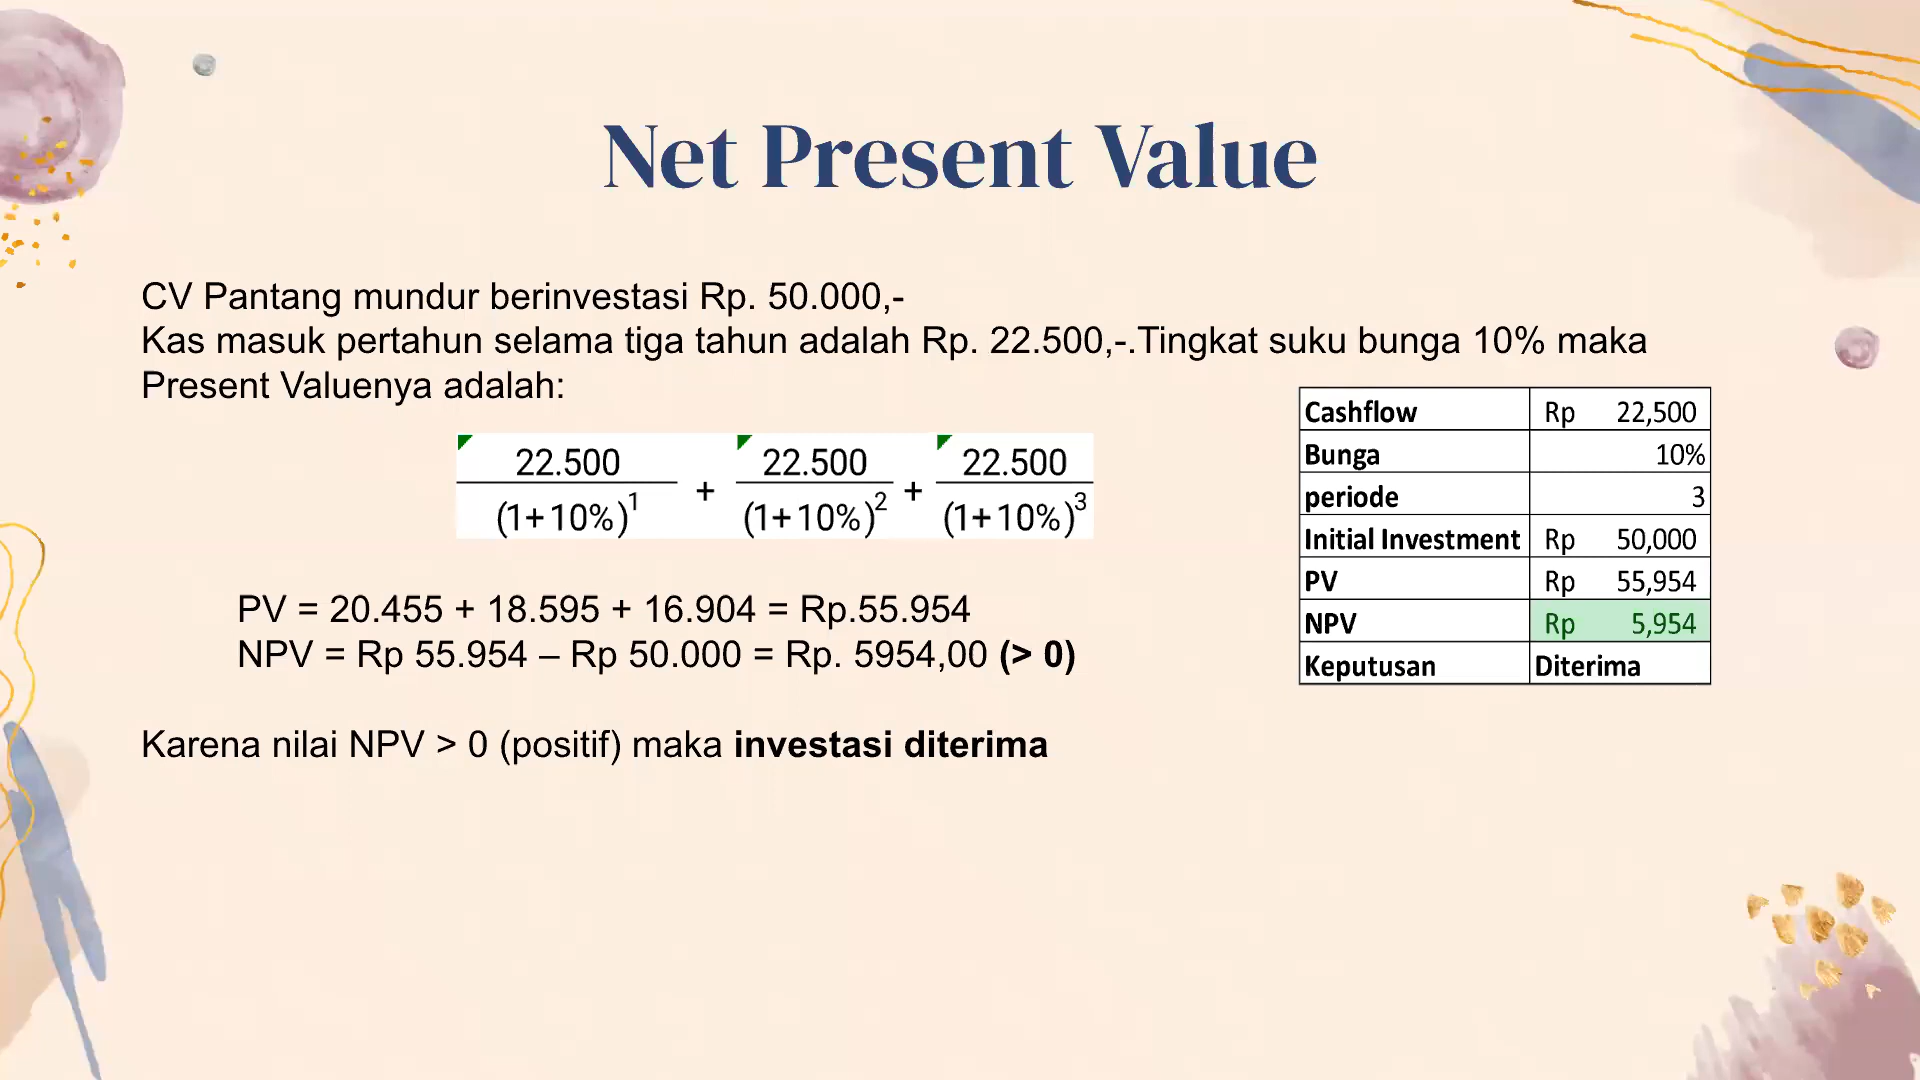 Net Present Value
CV Pantang mundur berinvestasi Rp. 50.000,-
Kas masuk pertahun selama tiga tahun adalah Rp. 22.500,-.Tingkat suku bunga 10% maka
Present Valuenya adalah:
22.500 + 22.500 + 22.500
(1+10%)1 (1+10%)2 (1+10%)3
PV = 20.455 + 18.595 + 16.904 = Rp.55.954
NPV = Rp 55.954 – Rp 50.000 = Rp. 5954,00 (> 0)
Karena nilai NPV > 0 (positif) maka investasi diterima
Cashflow Rp 22,500
Bunga 10%
periode 3
Initial Investment Rp 50,000
PV Rp 55,954
NPV Rp 5,954
Keputusan Diterima